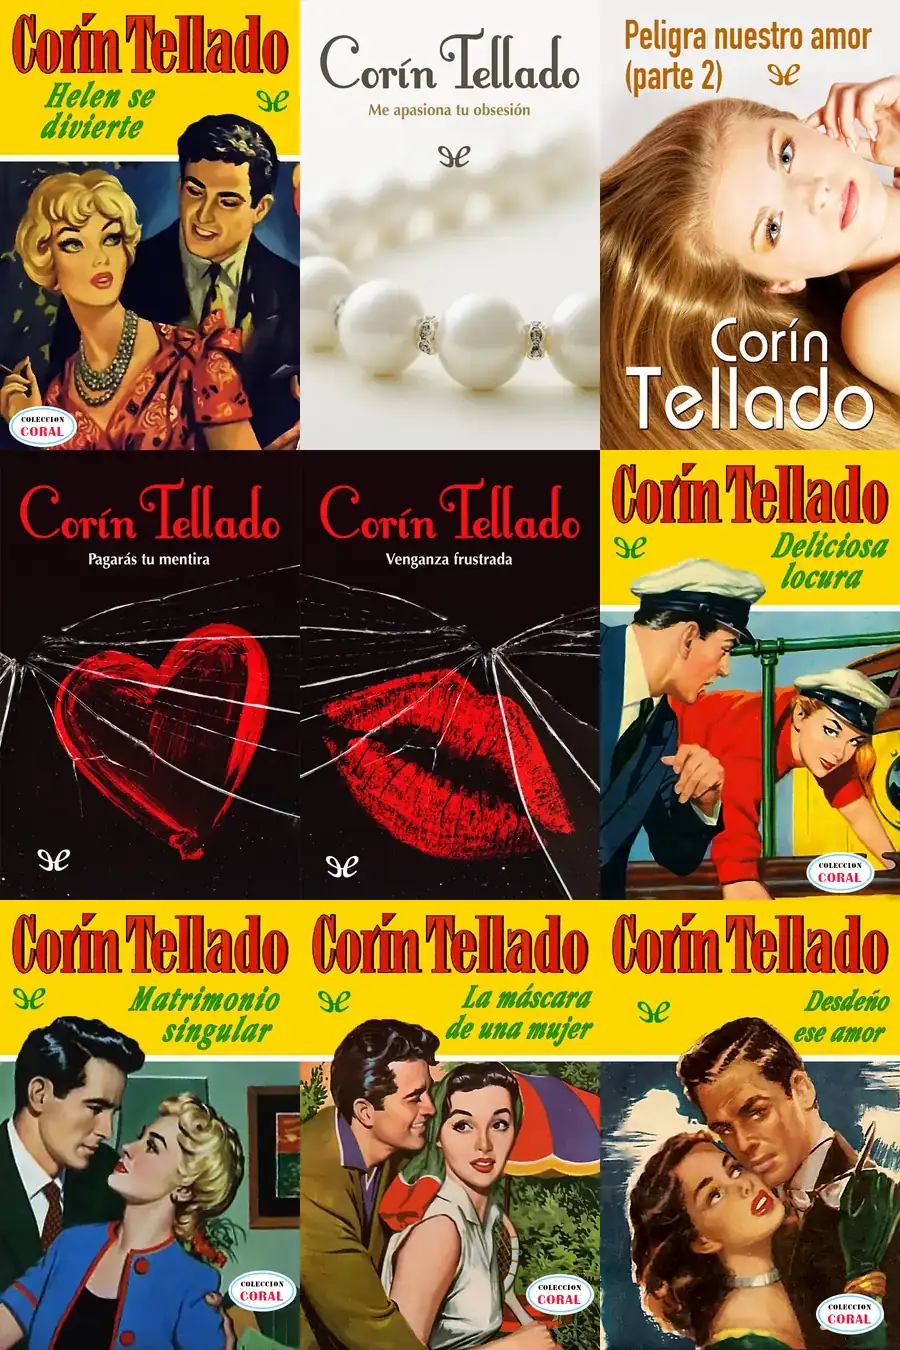 Corín Tellado
Helen se
divierte
COLECCION
CORAL
Corín Tellado
Me apasiona tu obsesión
Peligra nuestro amor
(parte 2)
Corín
Tellado
Corín Tellado
Pagarás tu mentira
Corín Tellado
Venganza frustrada
Corín Tellado
Deliciosa
locura
COLECCION
CORAL
Corín Tellado
Matrimonio
singular
COLECCION
CORAL
Corín Tellado
La máscara
de una mujer
COLECCION
CORAL
Corín Tellado
Desdeño
ese amor
COLECCION
CORAL